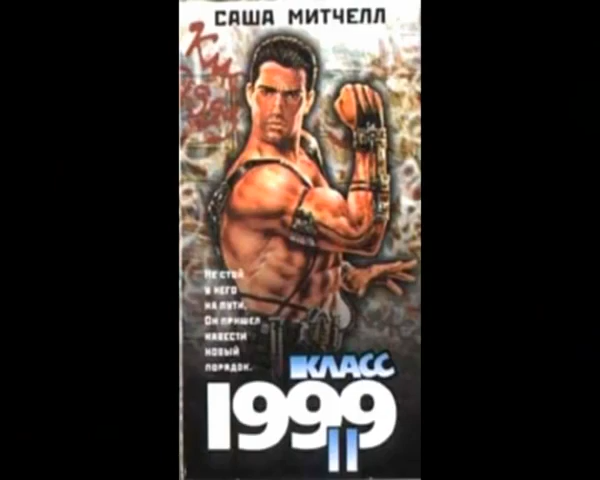 САША МИТЧЕЛЛ
Не стой
у него
на пути.
Он пришел
навести
новый
порядок.
КЛАСС
1999
II